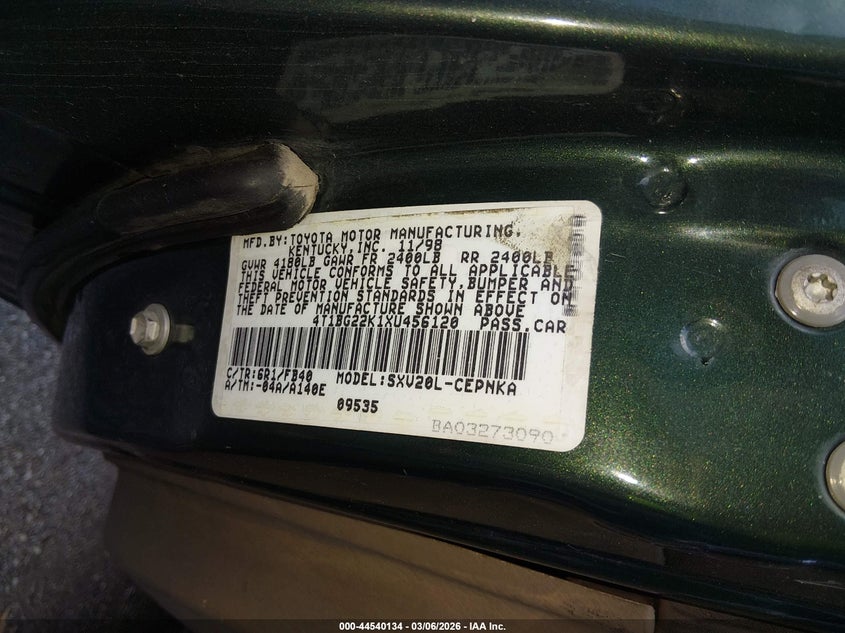 MFD.BY:TOYOTA MOTOR MANUFACTURING,
KENTUCKY,INC. 11/98
GVWR 4180LB GAWR FR 2400LB RR 2400LB
THIS VEHICLE CONFORMS TO ALL APPLICABLE
FEDERAL MOTOR VEHICLE SAFETY,BUMPER AND
THEFT PREVENTION STANDARDS IN EFFECT ON
THE DATE OF MANUFACTURE SHOWN ABOVE
4T1BG22K1XU456120 PASS.CAR
C/TR:6R1/FB40 MODEL:SXV20L-CEPNKA
A/TM:-04A/A140E
09535
BA03273090
000-44540134 - 03/06/2026 - IAA Inc.